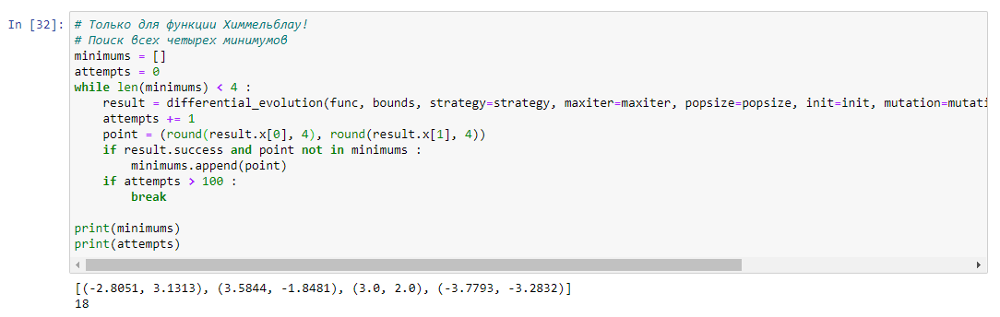 In [32]:
# Только для функции Химмельблау!
# Поиск всех четырех минимумов
minimums = []
attempts = 0
while len(minimums) < 4 :
    result = differential_evolution(func, bounds, strategy=strategy, maxiter=maxiter, popsize=popsize, init=init, mutation=mutati
    attempts += 1
    point = (round(result.x[0], 4), round(result.x[1], 4))
    if result.success and point not in minimums :
        minimums.append(point)
    if attempts > 100 :
        break

print(minimums)
print(attempts)
[(-2.8051, 3.1313), (3.5844, -1.8481), (3.0, 2.0), (-3.7793, -3.2832)]
18